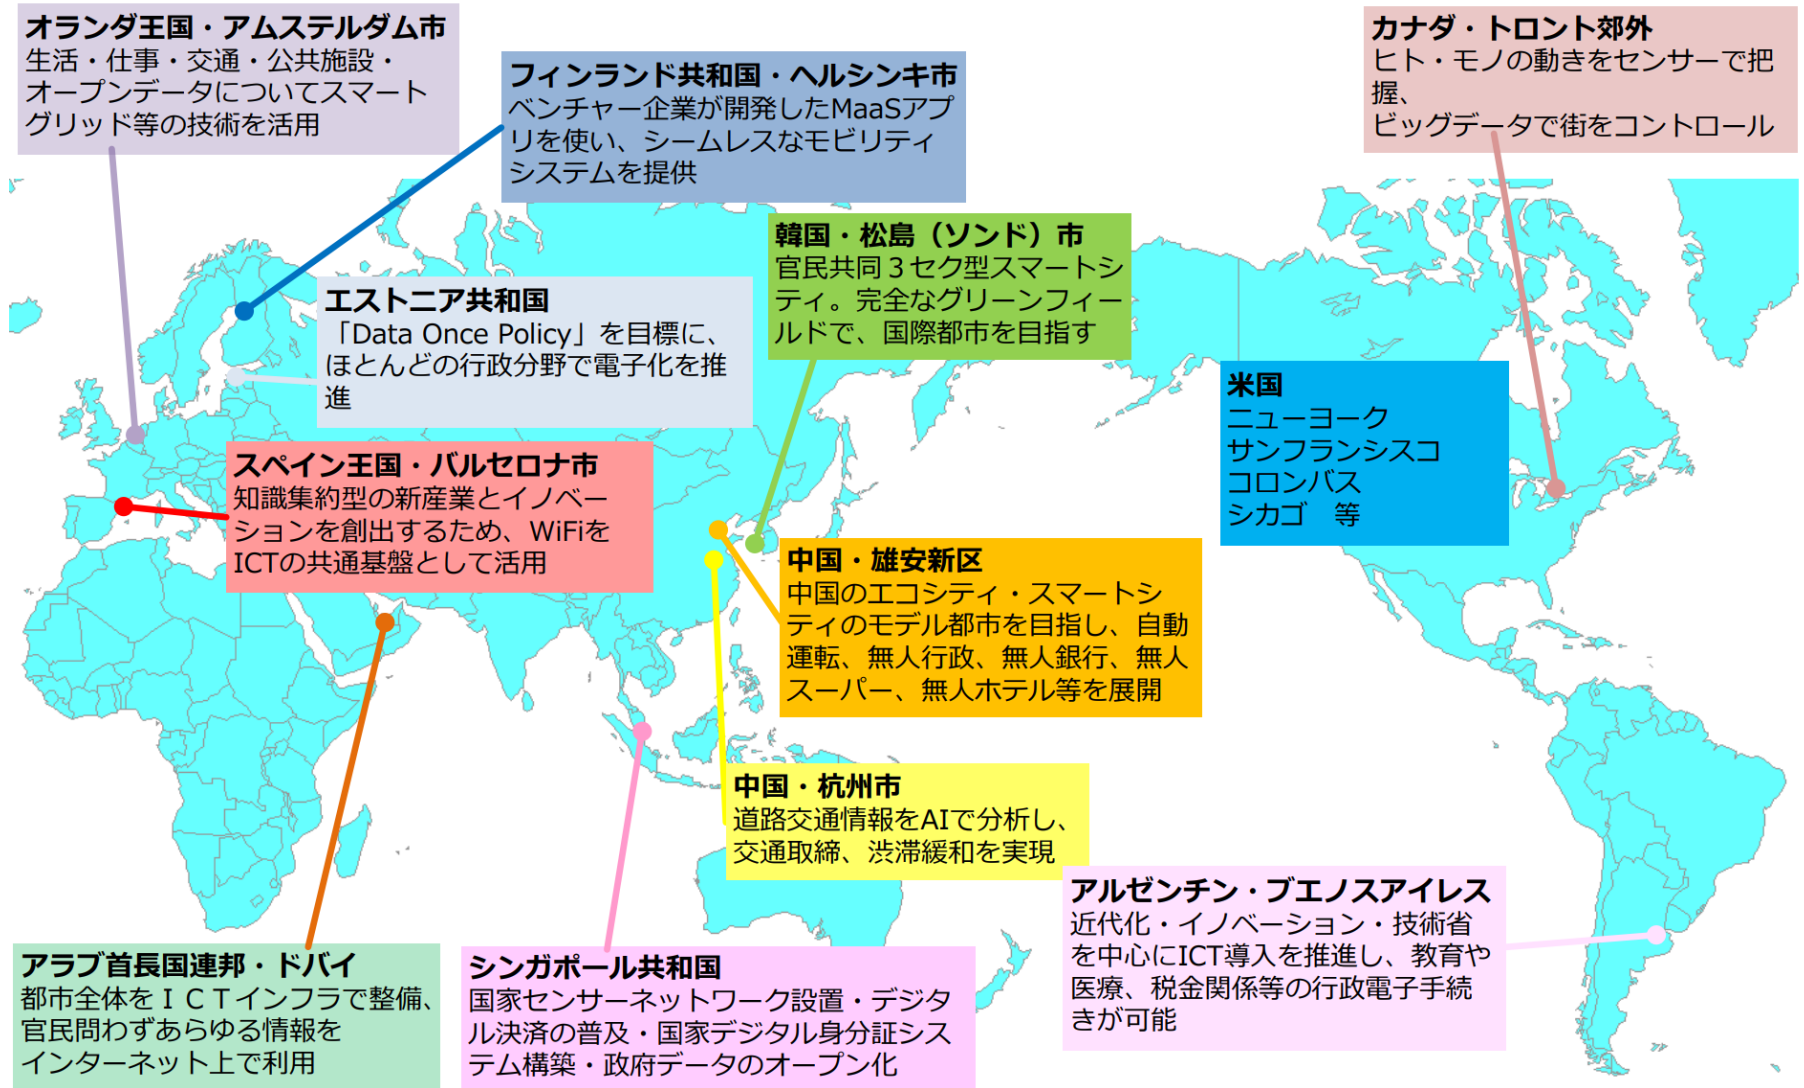 オランダ王国・アムステルダム市
生活・仕事・交通・公共施設・
オープンデータについてスマート
グリッド等の技術を活用
フィンランド共和国・ヘルシンキ市
ベンチャー企業が開発したMaaSアプ
リを使い、シームレスなモビリティ
システムを提供
カナダ・トロント郊外
ヒト・モノの動きをセンサーで把
握、
ビッグデータで街をコントロール
韓国・松島（ソンド）市
官民共同３セク型スマートシ
ティ。完全なグリーンフィー
ルドで、国際都市を目指す
エストニア共和国
「Data Once Policy」を目標に、
ほとんどの行政分野で電子化を推
進
米国
ニューヨーク
サンフランシスコ
コロンバス
シカゴ　等
スペイン王国・バルセロナ市
知識集約型の新産業とイノベー
ションを創出するため、WiFiを
ICTの共通基盤として活用
中国・雄安新区
中国のエコシティ・スマートシ
ティのモデル都市を目指し、自動
運転、無人行政、無人銀行、無人
スーパー、無人ホテル等を展開
中国・杭州市
道路交通情報をAIで分析し、
交通取締、渋滞緩和を実現
アルゼンチン・ブエノスアイレス
近代化・イノベーション・技術省
を中心にICT導入を推進し、教育や
医療、税金関係等の行政電子手続
きが可能
アラブ首長国連邦・ドバイ
都市全体をＩＣＴインフラで整備、
官民問わずあらゆる情報を
インターネット上で利用
シンガポール共和国
国家センサーネットワーク設置・デジタ
ル決済の普及・国家デジタル身分証シス
テム構築・政府データのオープン化